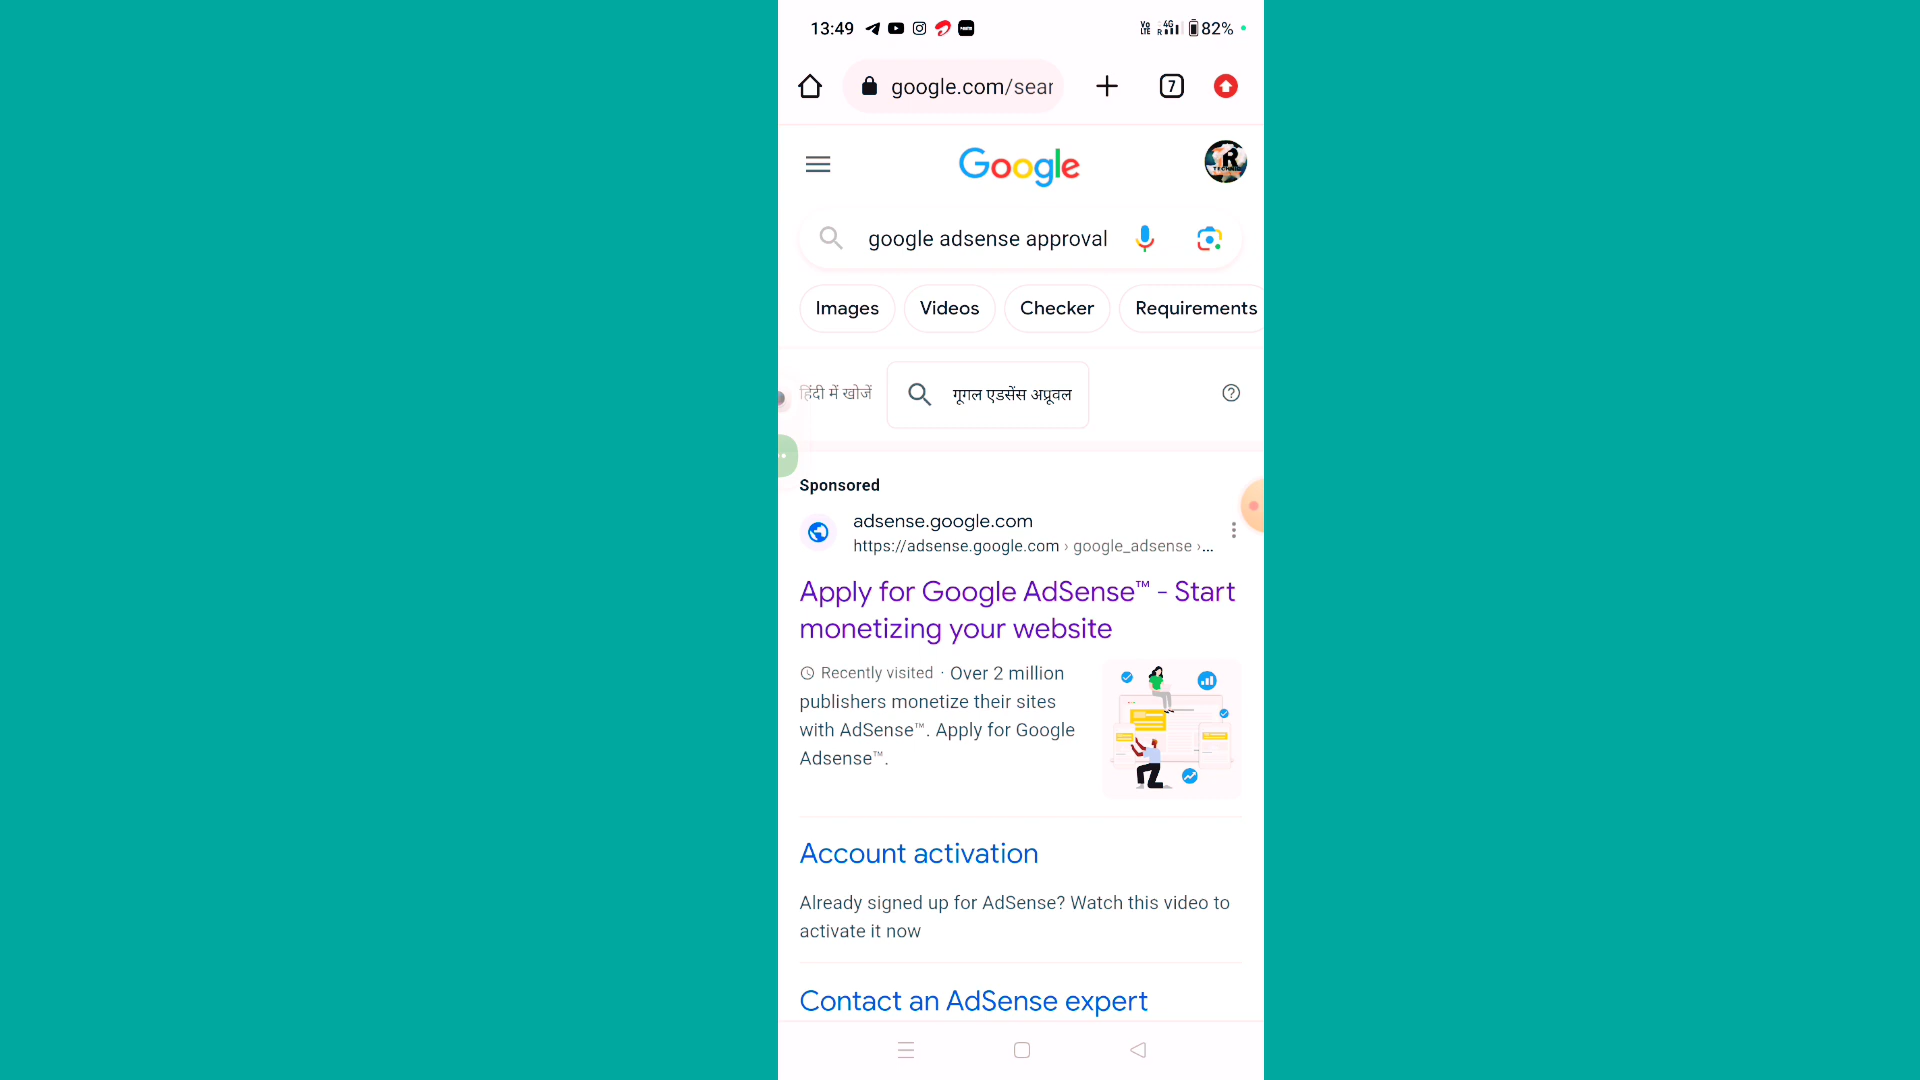 13:49
Vo LTE R 4G 82%
google.com/sear
7
Google
R
google adsense approval
Images Videos Checker Requirements
हिंदी में खोजें गूगल एडसेंस अप्रूवल
Sponsored
adsense.google.com
https://adsense.google.com › google_adsense ›...
Apply for Google AdSense™ - Start
monetizing your website
Recently visited · Over 2 million
publishers monetize their sites
with AdSense™. Apply for Google
Adsense™.
Account activation
Already signed up for AdSense? Watch this video to
activate it now
Contact an AdSense expert